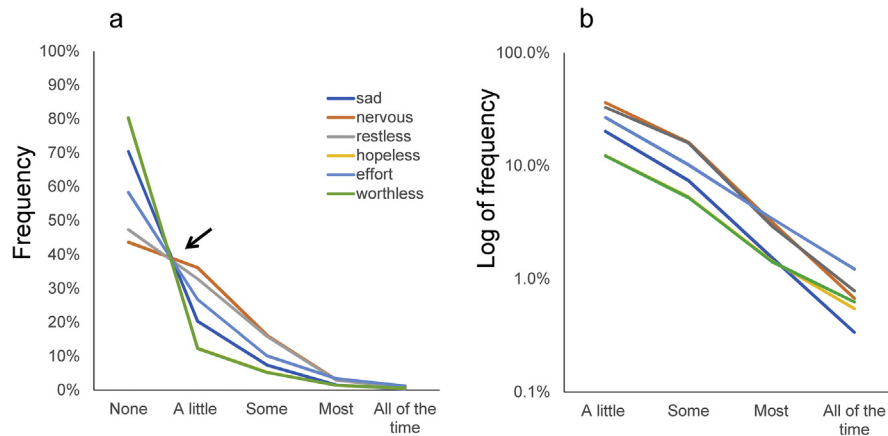 a
Frequency
100%
90%
80%
70%
60%
50%
40%
30%
20%
10%
0%
None
A little
Some
Most
All of the
time
sad
nervous
restless
hopeless
effort
worthless
b
Log of frequency
100.0%
10.0%
1.0%
0.1%
A little
Some
Most
All of the
time